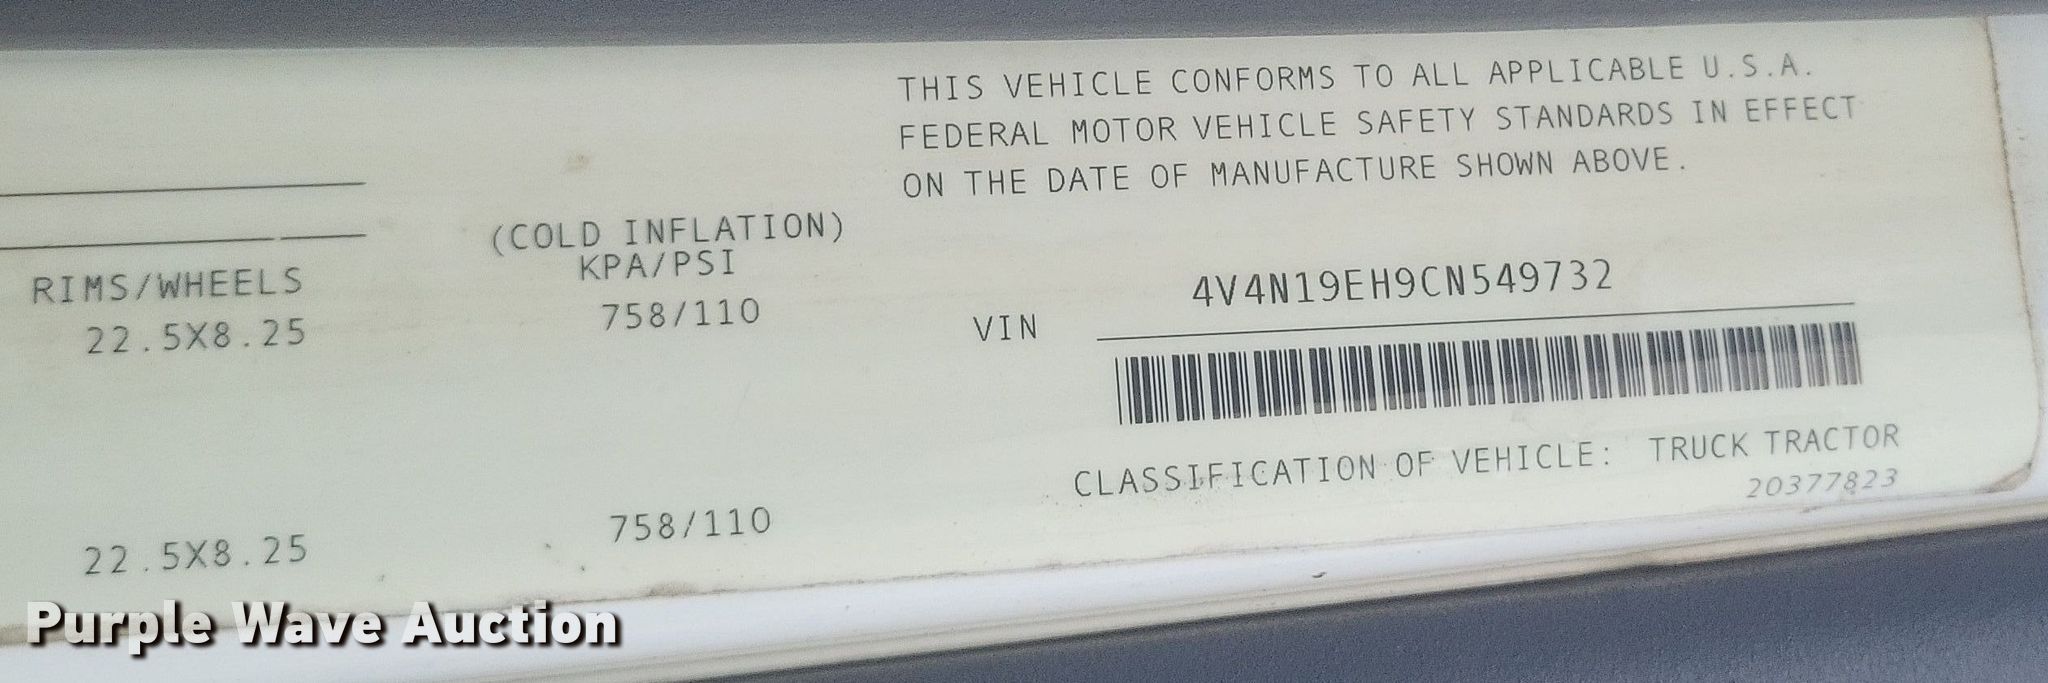 THIS VEHICLE CONFORMS TO ALL APPLICABLE U.S.A.
FEDERAL MOTOR VEHICLE SAFETY STANDARDS IN EFFECT
ON THE DATE OF MANUFACTURE SHOWN ABOVE.
(COLD INFLATION)
RIMS/WHEELS KPA/PSI
22.5X8.25 758/110
VIN 4V4N19EH9CN549732
CLASSIFICATION OF VEHICLE: TRUCK TRACTOR
20377823
22.5X8.25 758/110
Purple Wave Auction